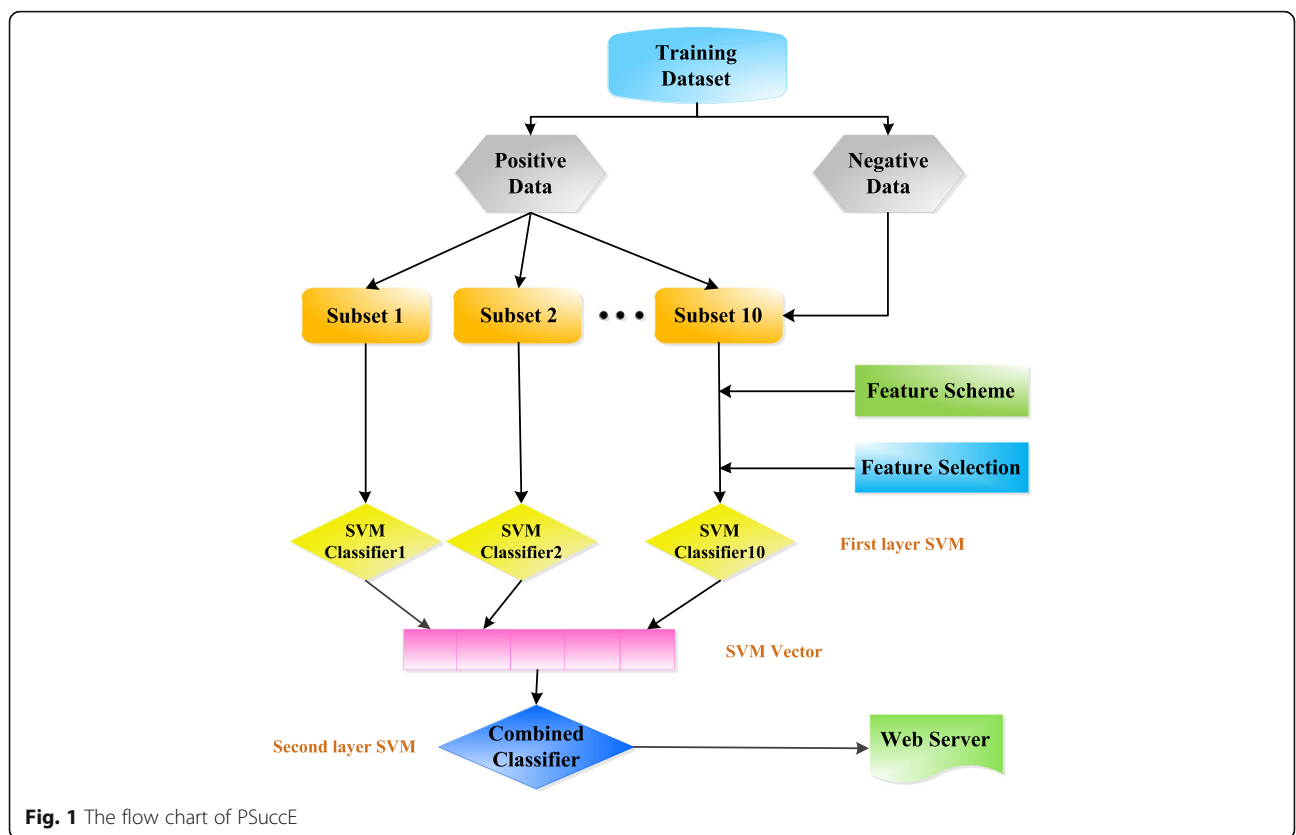 Training
Dataset
Positive
Data
Negative
Data
Subset 1
Subset 2
Subset 10
Feature Scheme
Feature Selection
SVM
Classifier1
SVM
Classifier2
SVM
Classifier10
First layer SVM
SVM Vector
Second layer SVM
Combined
Classifier
Web Server
Fig. 1 The flow chart of PSuccE